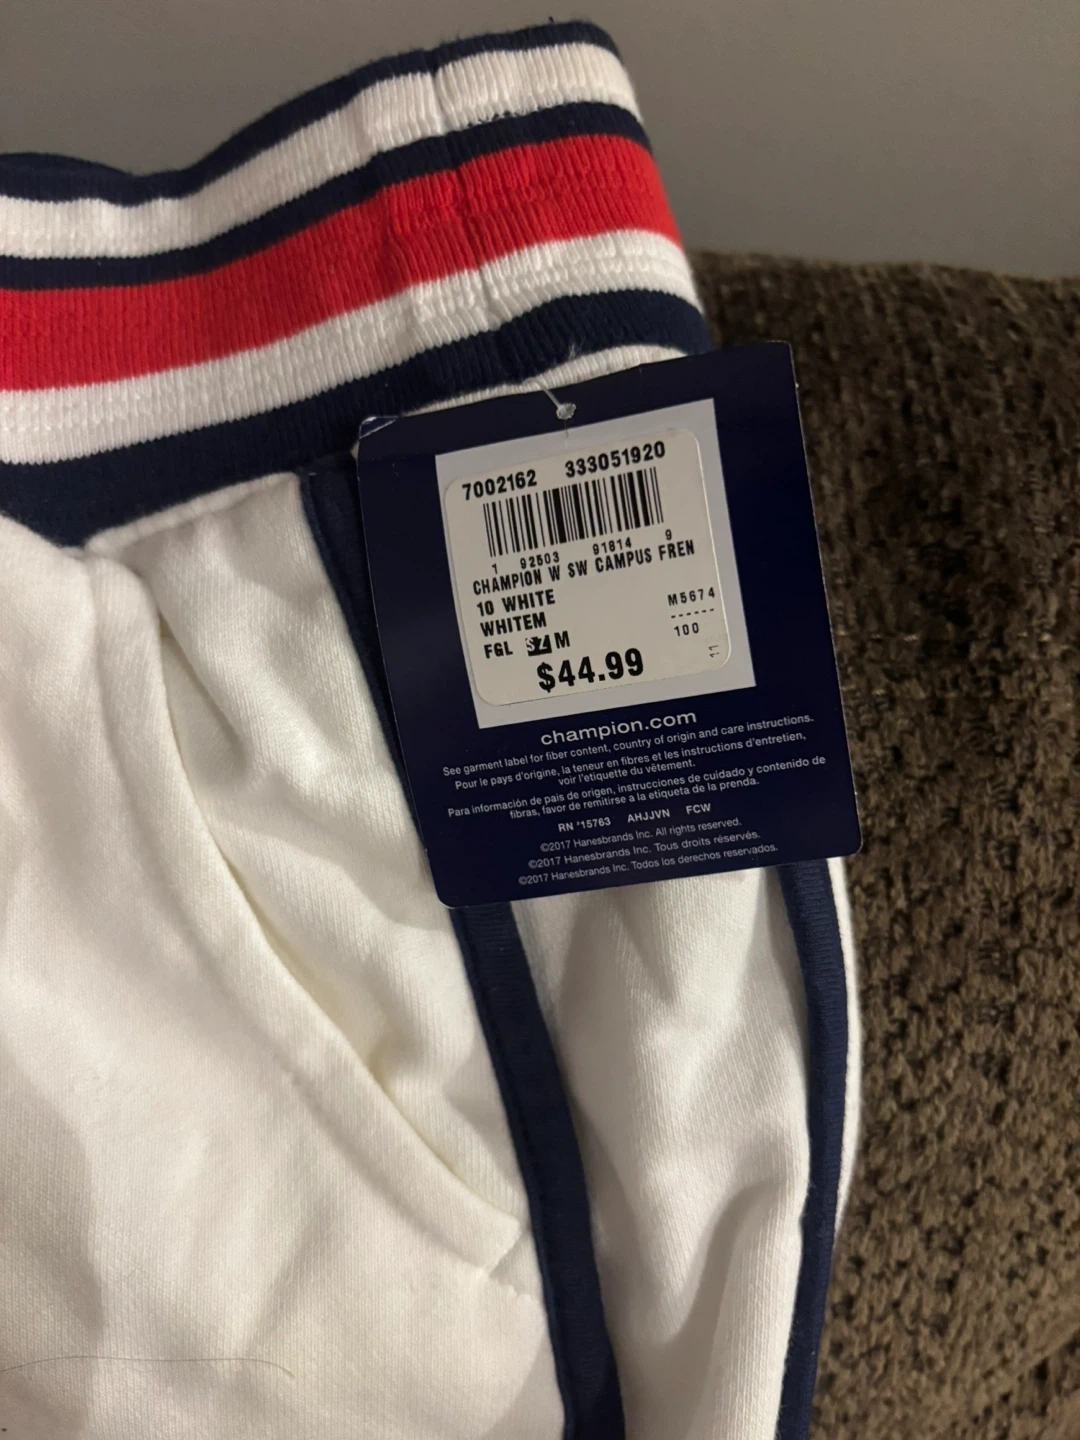 7002162 333051920
1 92503 91814 9
CHAMPION W SW CAMPUS FREN
10 WHITE
WHITEM
M5674
------
100
FGL SZ M
11
$44.99
champion.com
See garment label for fiber content, country of origin and care instructions.
Pour le pays d'origine, la teneur en fibres et les instructions d'entretien,
voir l'etiquette du vêtement.
Para información de pais de origen, instrucciones de cuidado y contenido de
fibras, favor de remitirse a la etiqueta de la prenda.
RN #15763 AHJJVN FCW
©2017 Hanesbrands Inc. All rights reserved.
©2017 Hanesbrands Inc. Tous droits réservés.
©2017 Hanesbrands Inc. Todos los derechos reservados.